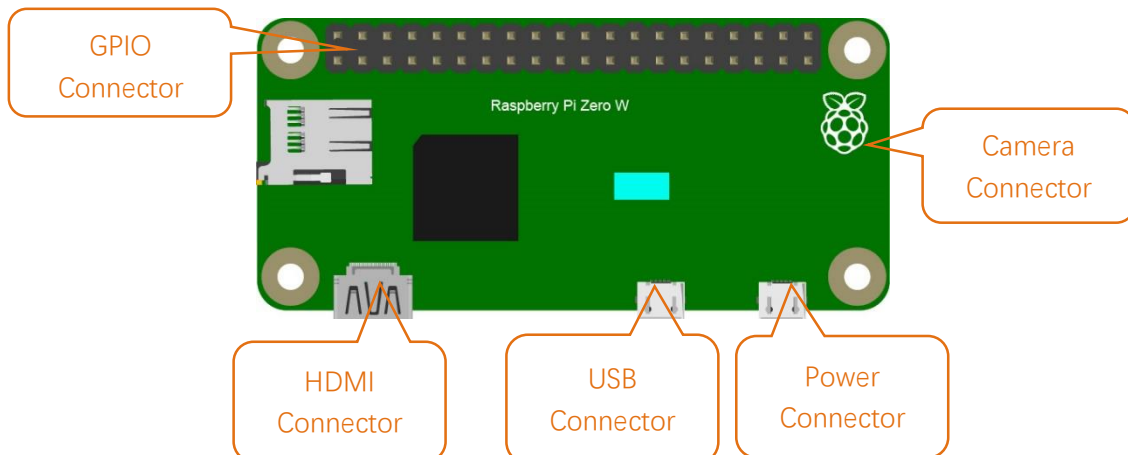 GPIO
Connector
Raspberry Pi Zero W
Camera
Connector
HDMI
Connector
USB
Connector
Power
Connector